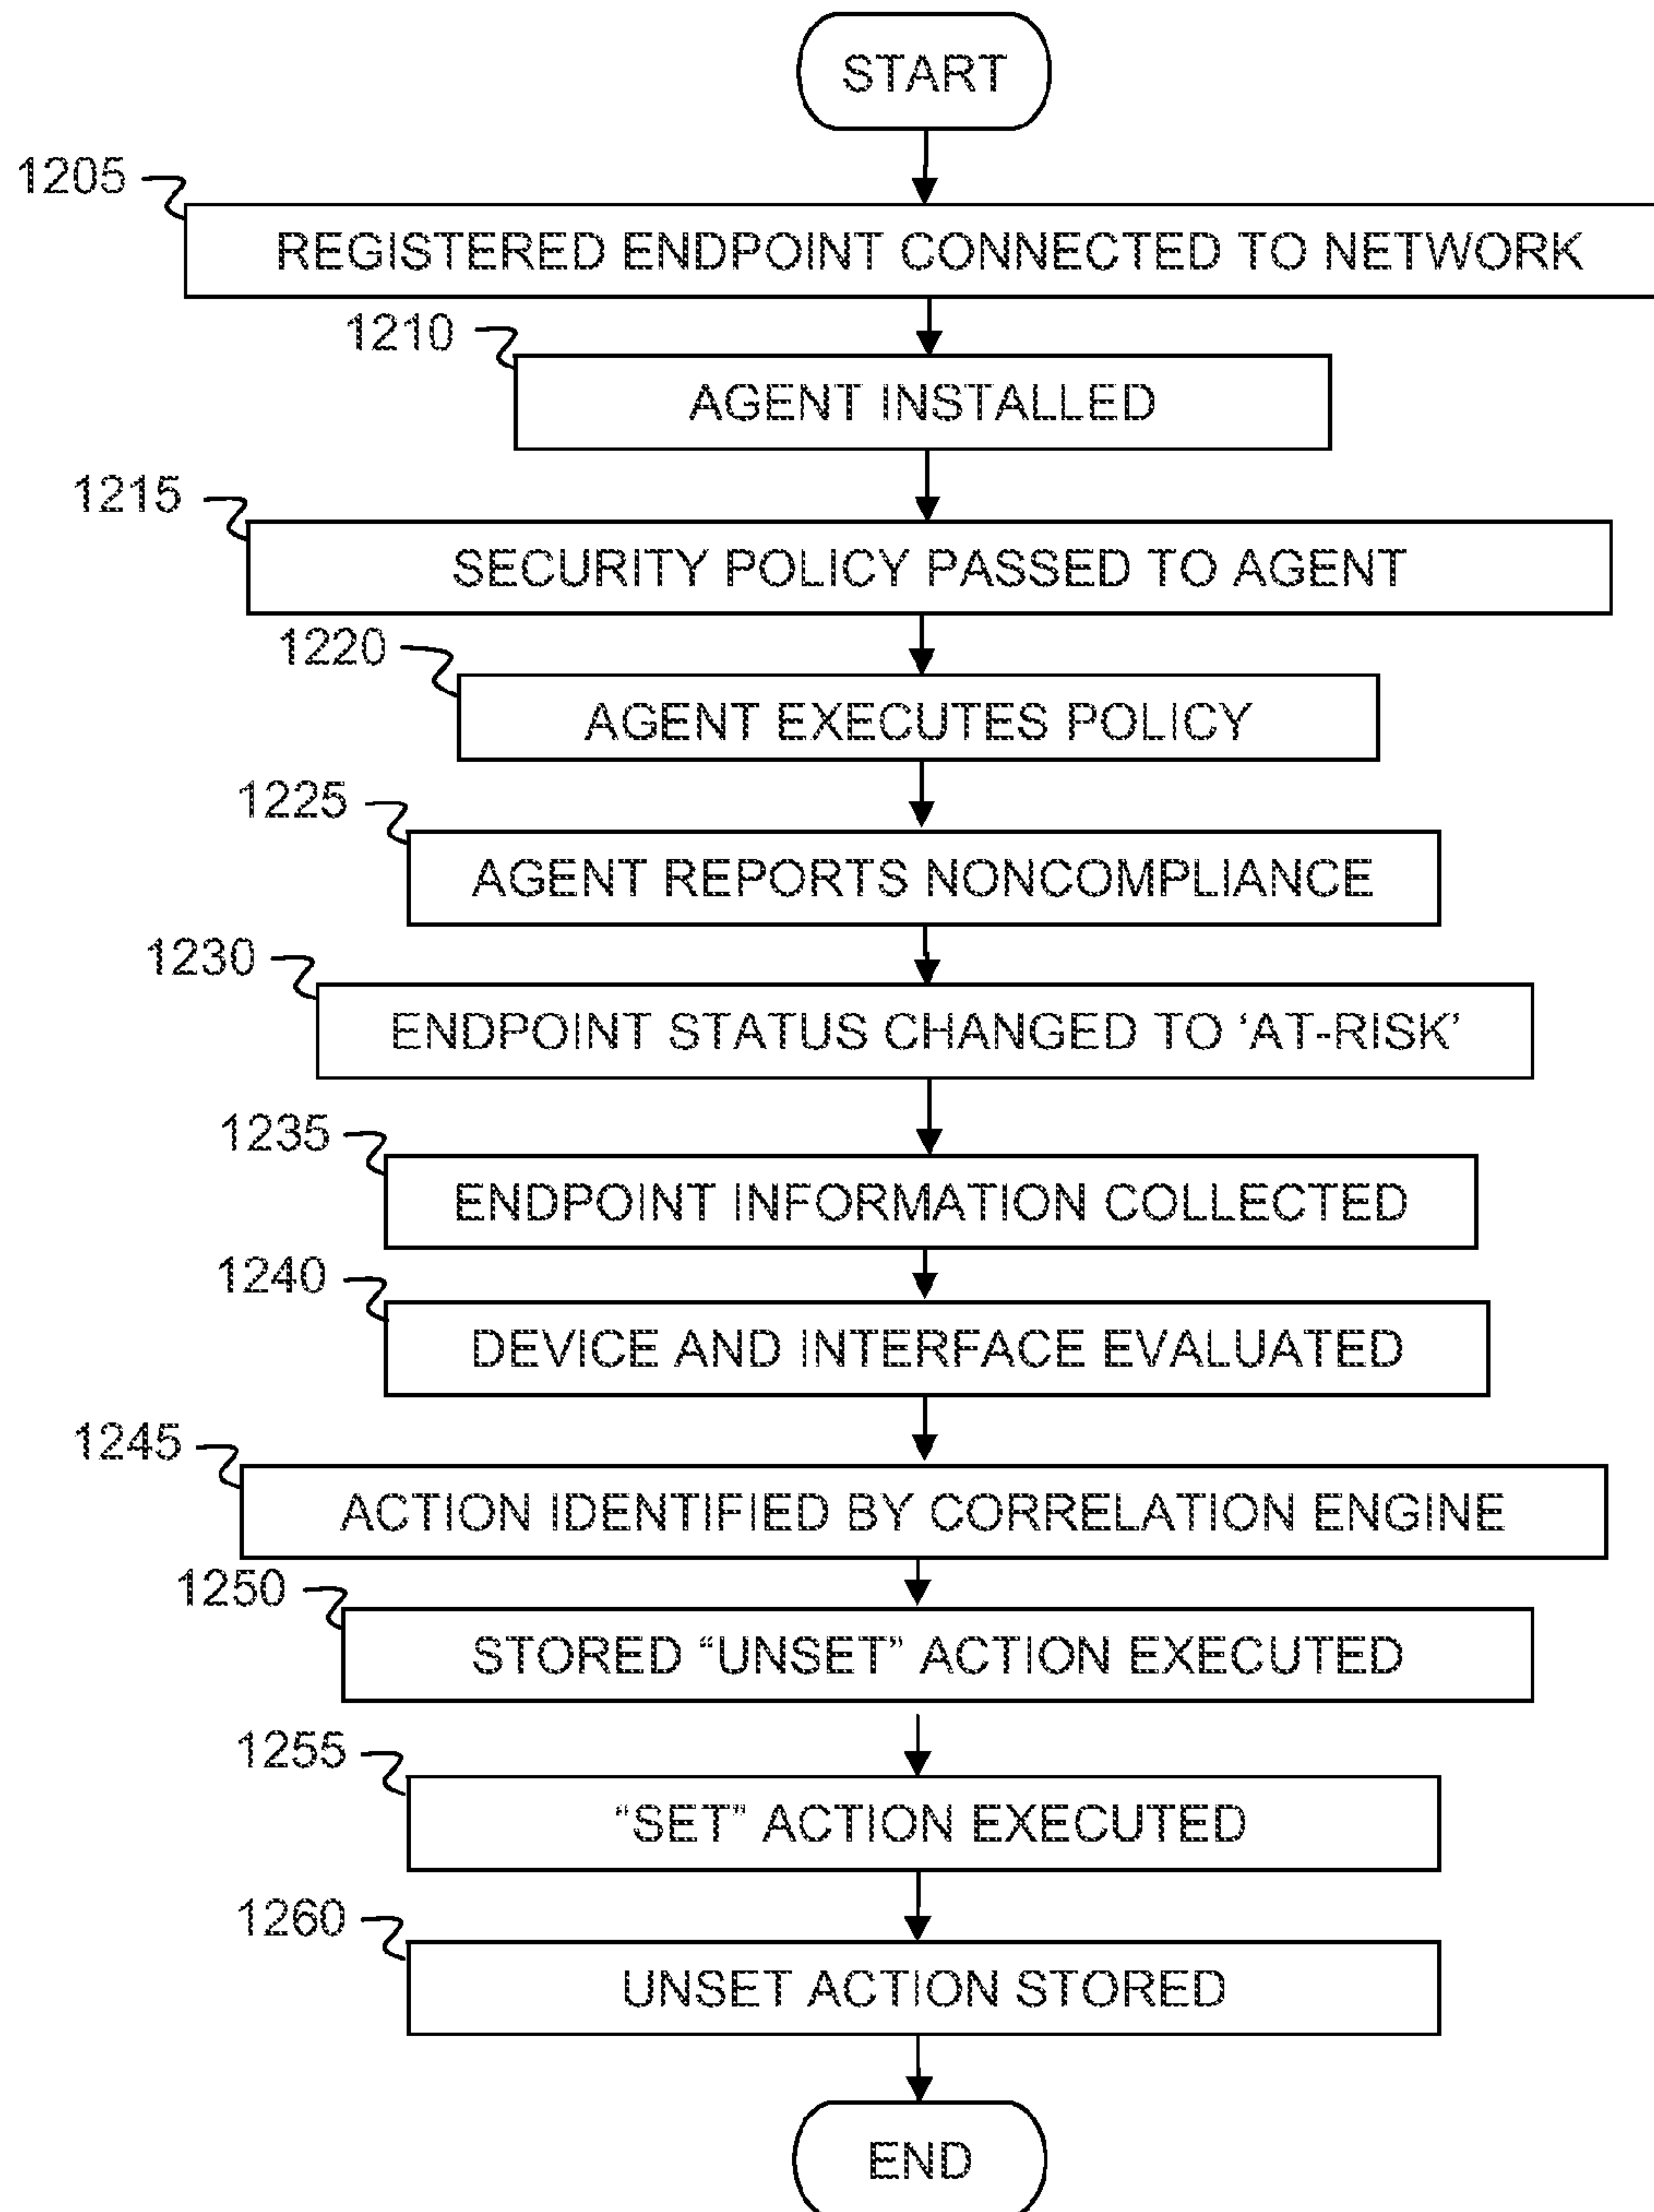 START
1205
REGISTERED ENDPOINT CONNECTED TO NETWORK
1210
AGENT INSTALLED
1215
SECURITY POLICY PASSED TO AGENT
1220
AGENT EXECUTES POLICY
1225
AGENT REPORTS NONCOMPLIANCE
1230
ENDPOINT STATUS CHANGED TO ‘AT-RISK’
1235
ENDPOINT INFORMATION COLLECTED
1240
DEVICE AND INTERFACE EVALUATED
1245
ACTION IDENTIFIED BY CORRELATION ENGINE
1250
STORED “UNSET” ACTION EXECUTED
1255
“SET” ACTION EXECUTED
1260
UNSET ACTION STORED
END